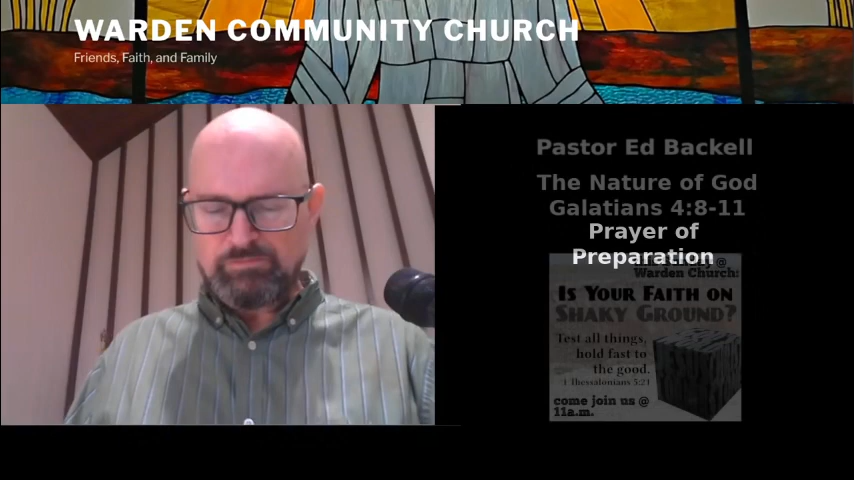 WARDEN COMMUNITY CHURCH
Friends, Faith, and Family
Pastor Ed Backell
The Nature of God
Galatians 4:8-11
Prayer of
Preparation
@
Warden Church:
IS YOUR FAITH ON
SHAKY GROUND?
Test all things,
hold fast to
the good.
1 Thessalonians 5:21
come join us @
11a.m.